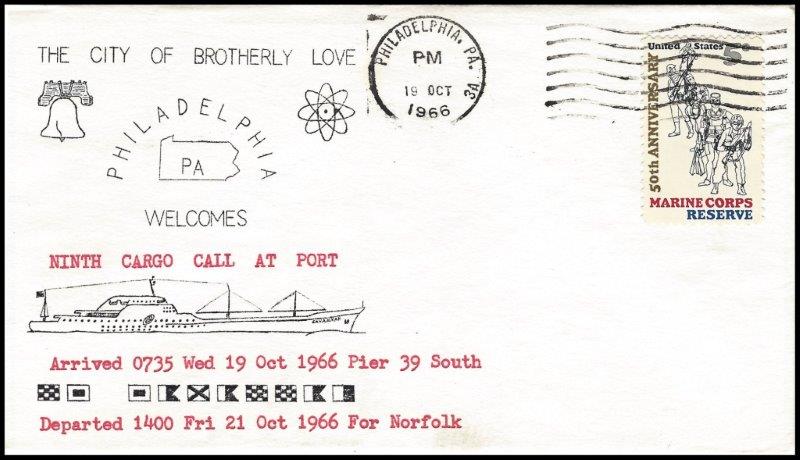 THE CITY OF BROTHERLY LOVE
PHILADELPHIA
PA
WELCOMES
NINTH CARGO CALL AT PORT
SAVANNAH
Arrived 0735 Wed 19 Oct 1966 Pier 39 South
Departed 1400 Fri 21 Oct 1966 For Norfolk
PHILADELPHIA, PA.
PM
19 OCT
1966
United States
50th ANNIVERSARY
MARINE CORPS
RESERVE